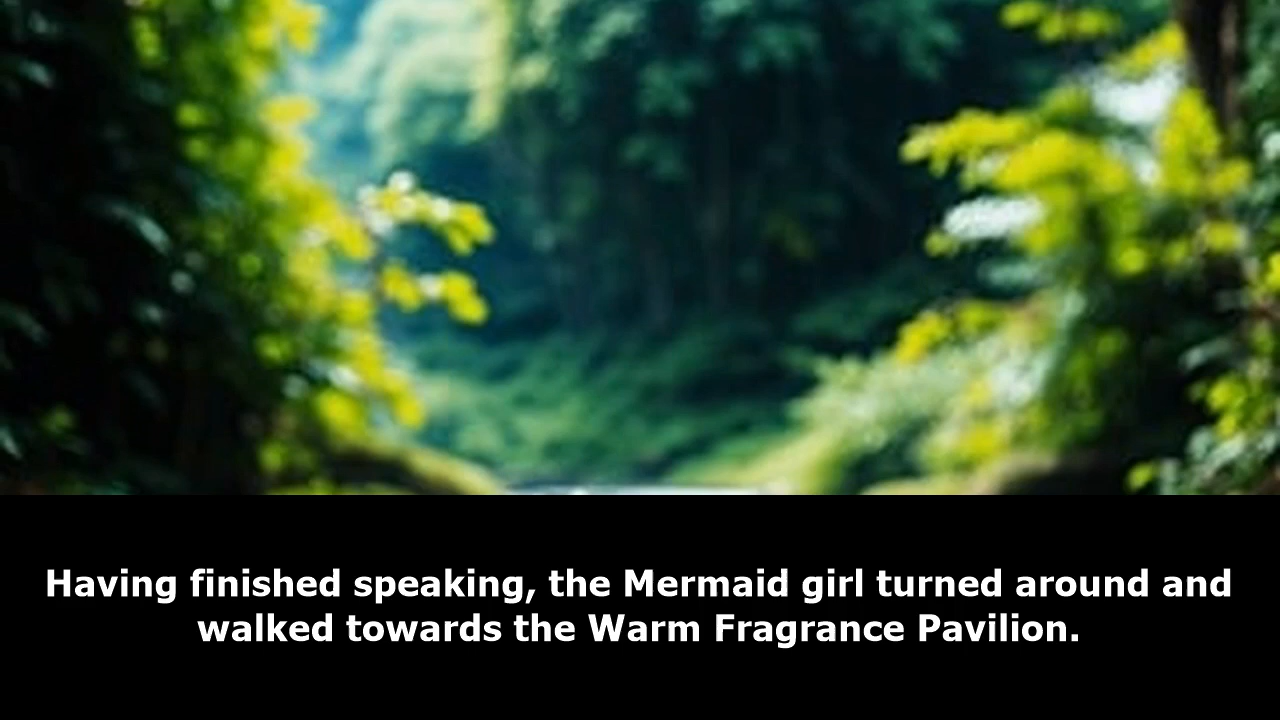 Having finished speaking, the Mermaid girl turned around and
walked towards the Warm Fragrance Pavilion.